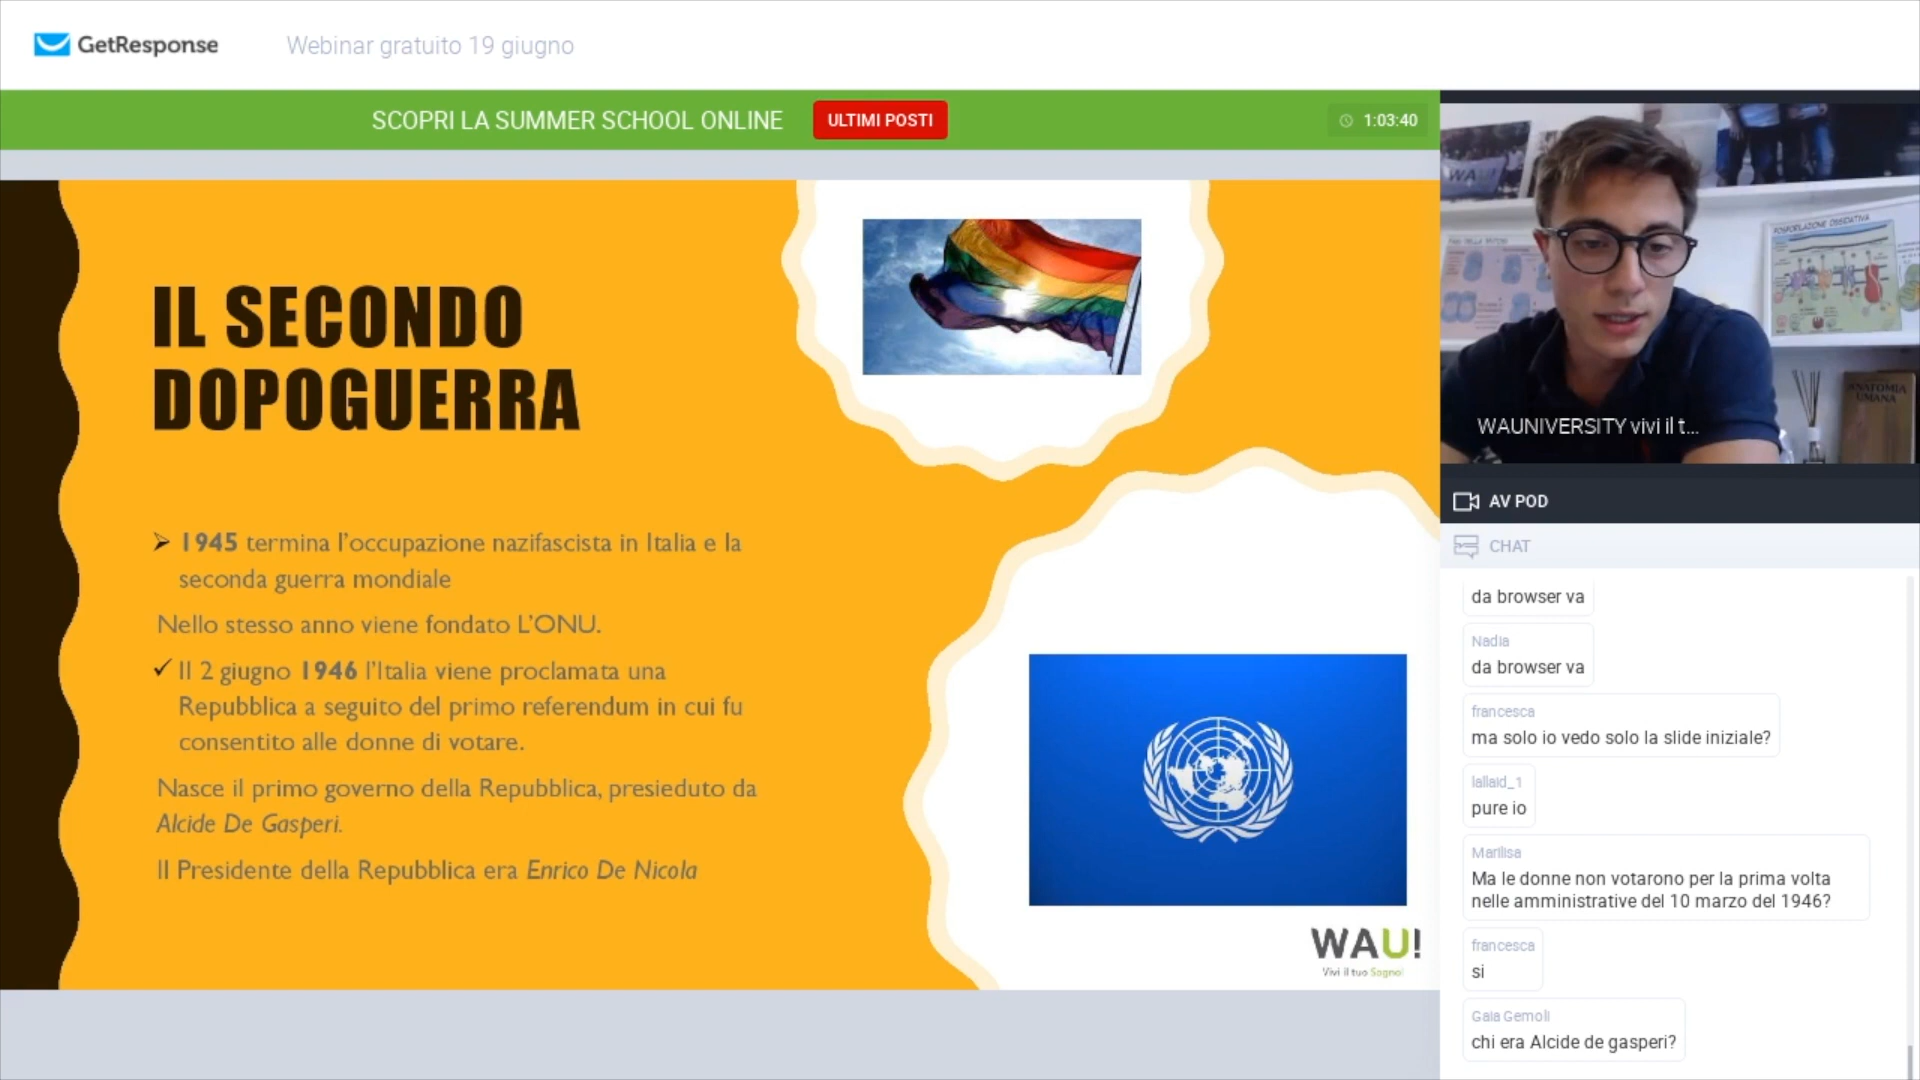 GetResponse
Webinar gratuito 19 giugno
SCOPRI LA SUMMER SCHOOL ONLINE
ULTIMI POSTI
1:03:40
IL SECONDO
DOPOGUERRA
1945 termina l'occupazione nazifascista in Italia e la
seconda guerra mondiale
Nello stesso anno viene fondato L'ONU.
Il 2 giugno 1946 l'Italia viene proclamata una
Repubblica a seguito del primo referendum in cui fu
consentito alle donne di votare.
Nasce il primo governo della Repubblica, presieduto da
Alcide De Gasperi.
Il Presidente della Repubblica era Enrico De Nicola
WAU!
Vivi il tuo Sogno!
WAU
FOSFORILAZIONE OSSIDATIVA
ANATOMIA
UMANA
WAUNIVERSITY vivi il t...
AV POD
CHAT
da browser va
Nadia
da browser va
francesca
ma solo io vedo solo la slide iniziale?
lallaid_1
pure io
Marilisa
Ma le donne non votarono per la prima volta
nelle amministrative del 10 marzo del 1946?
francesca
si
Gaia Gemoli
chi era Alcide de gasperi?